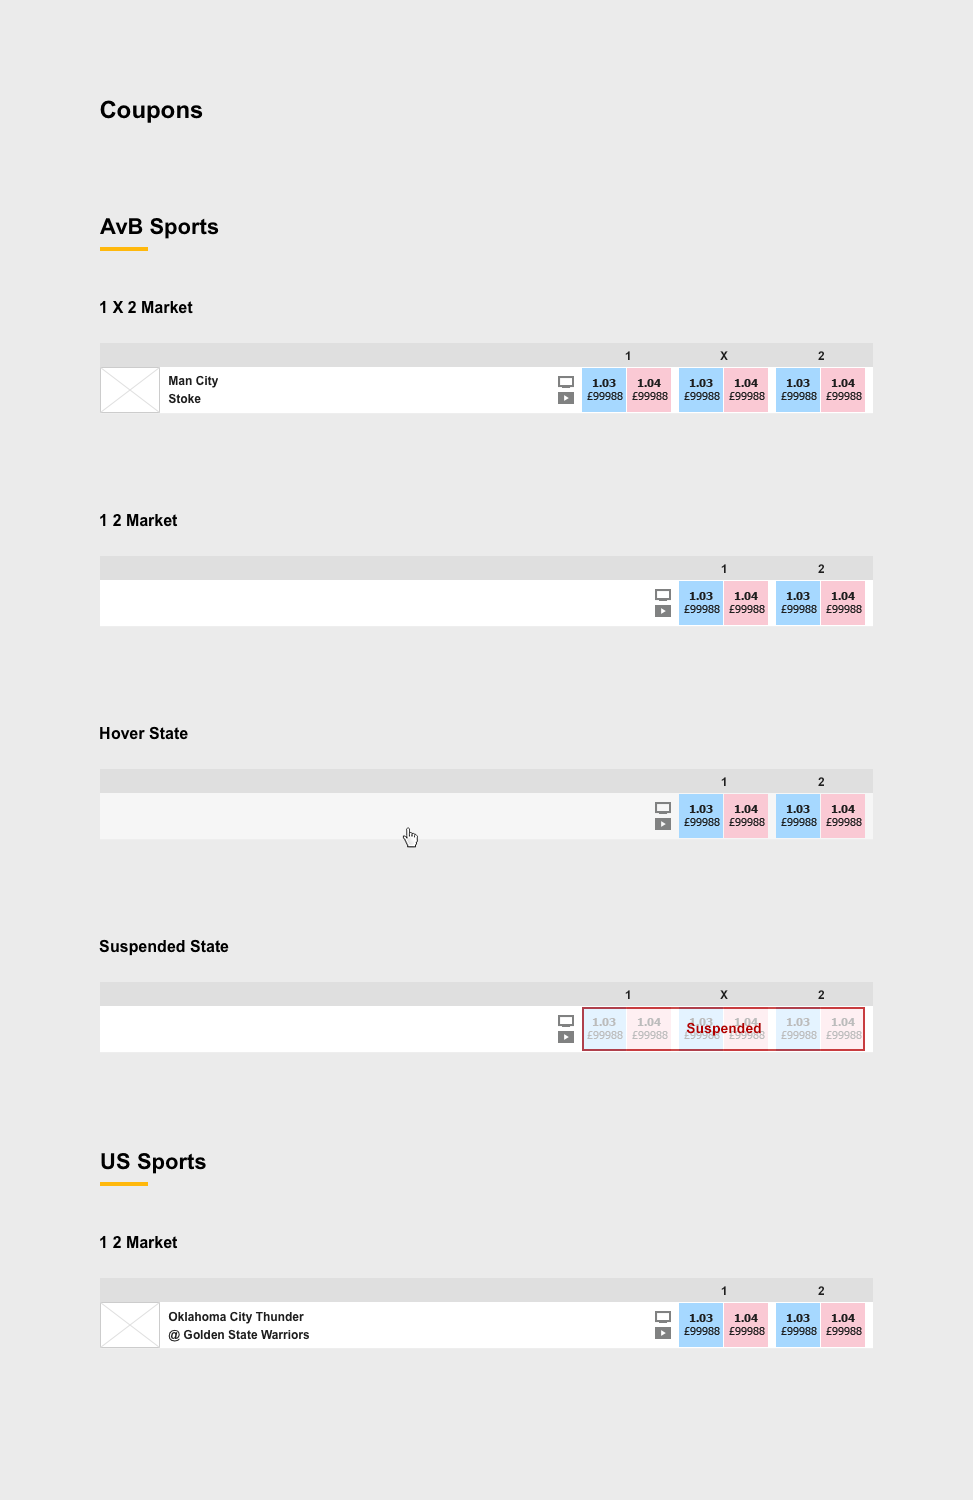 Coupons
AvB Sports
1 X 2 Market
1 X 2
Man City
Stoke
1.03 1.04 1.03 1.04 1.03 1.04
£99988 £99988 £99988 £99988 £99988 £99988
1 2 Market
1 2
1.03 1.04 1.03 1.04
£99988 £99988 £99988 £99988
Hover State
1 2
1.03 1.04 1.03 1.04
£99988 £99988 £99988 £99988
Suspended State
1 X 2
1.03 1.04 1.03 1.04 1.03 1.04
Suspended
£99988 £99988 £99988 £99988 £99988 £99988
US Sports
1 2 Market
1 2
Oklahoma City Thunder
@ Golden State Warriors
1.03 1.04 1.03 1.04
£99988 £99988 £99988 £99988